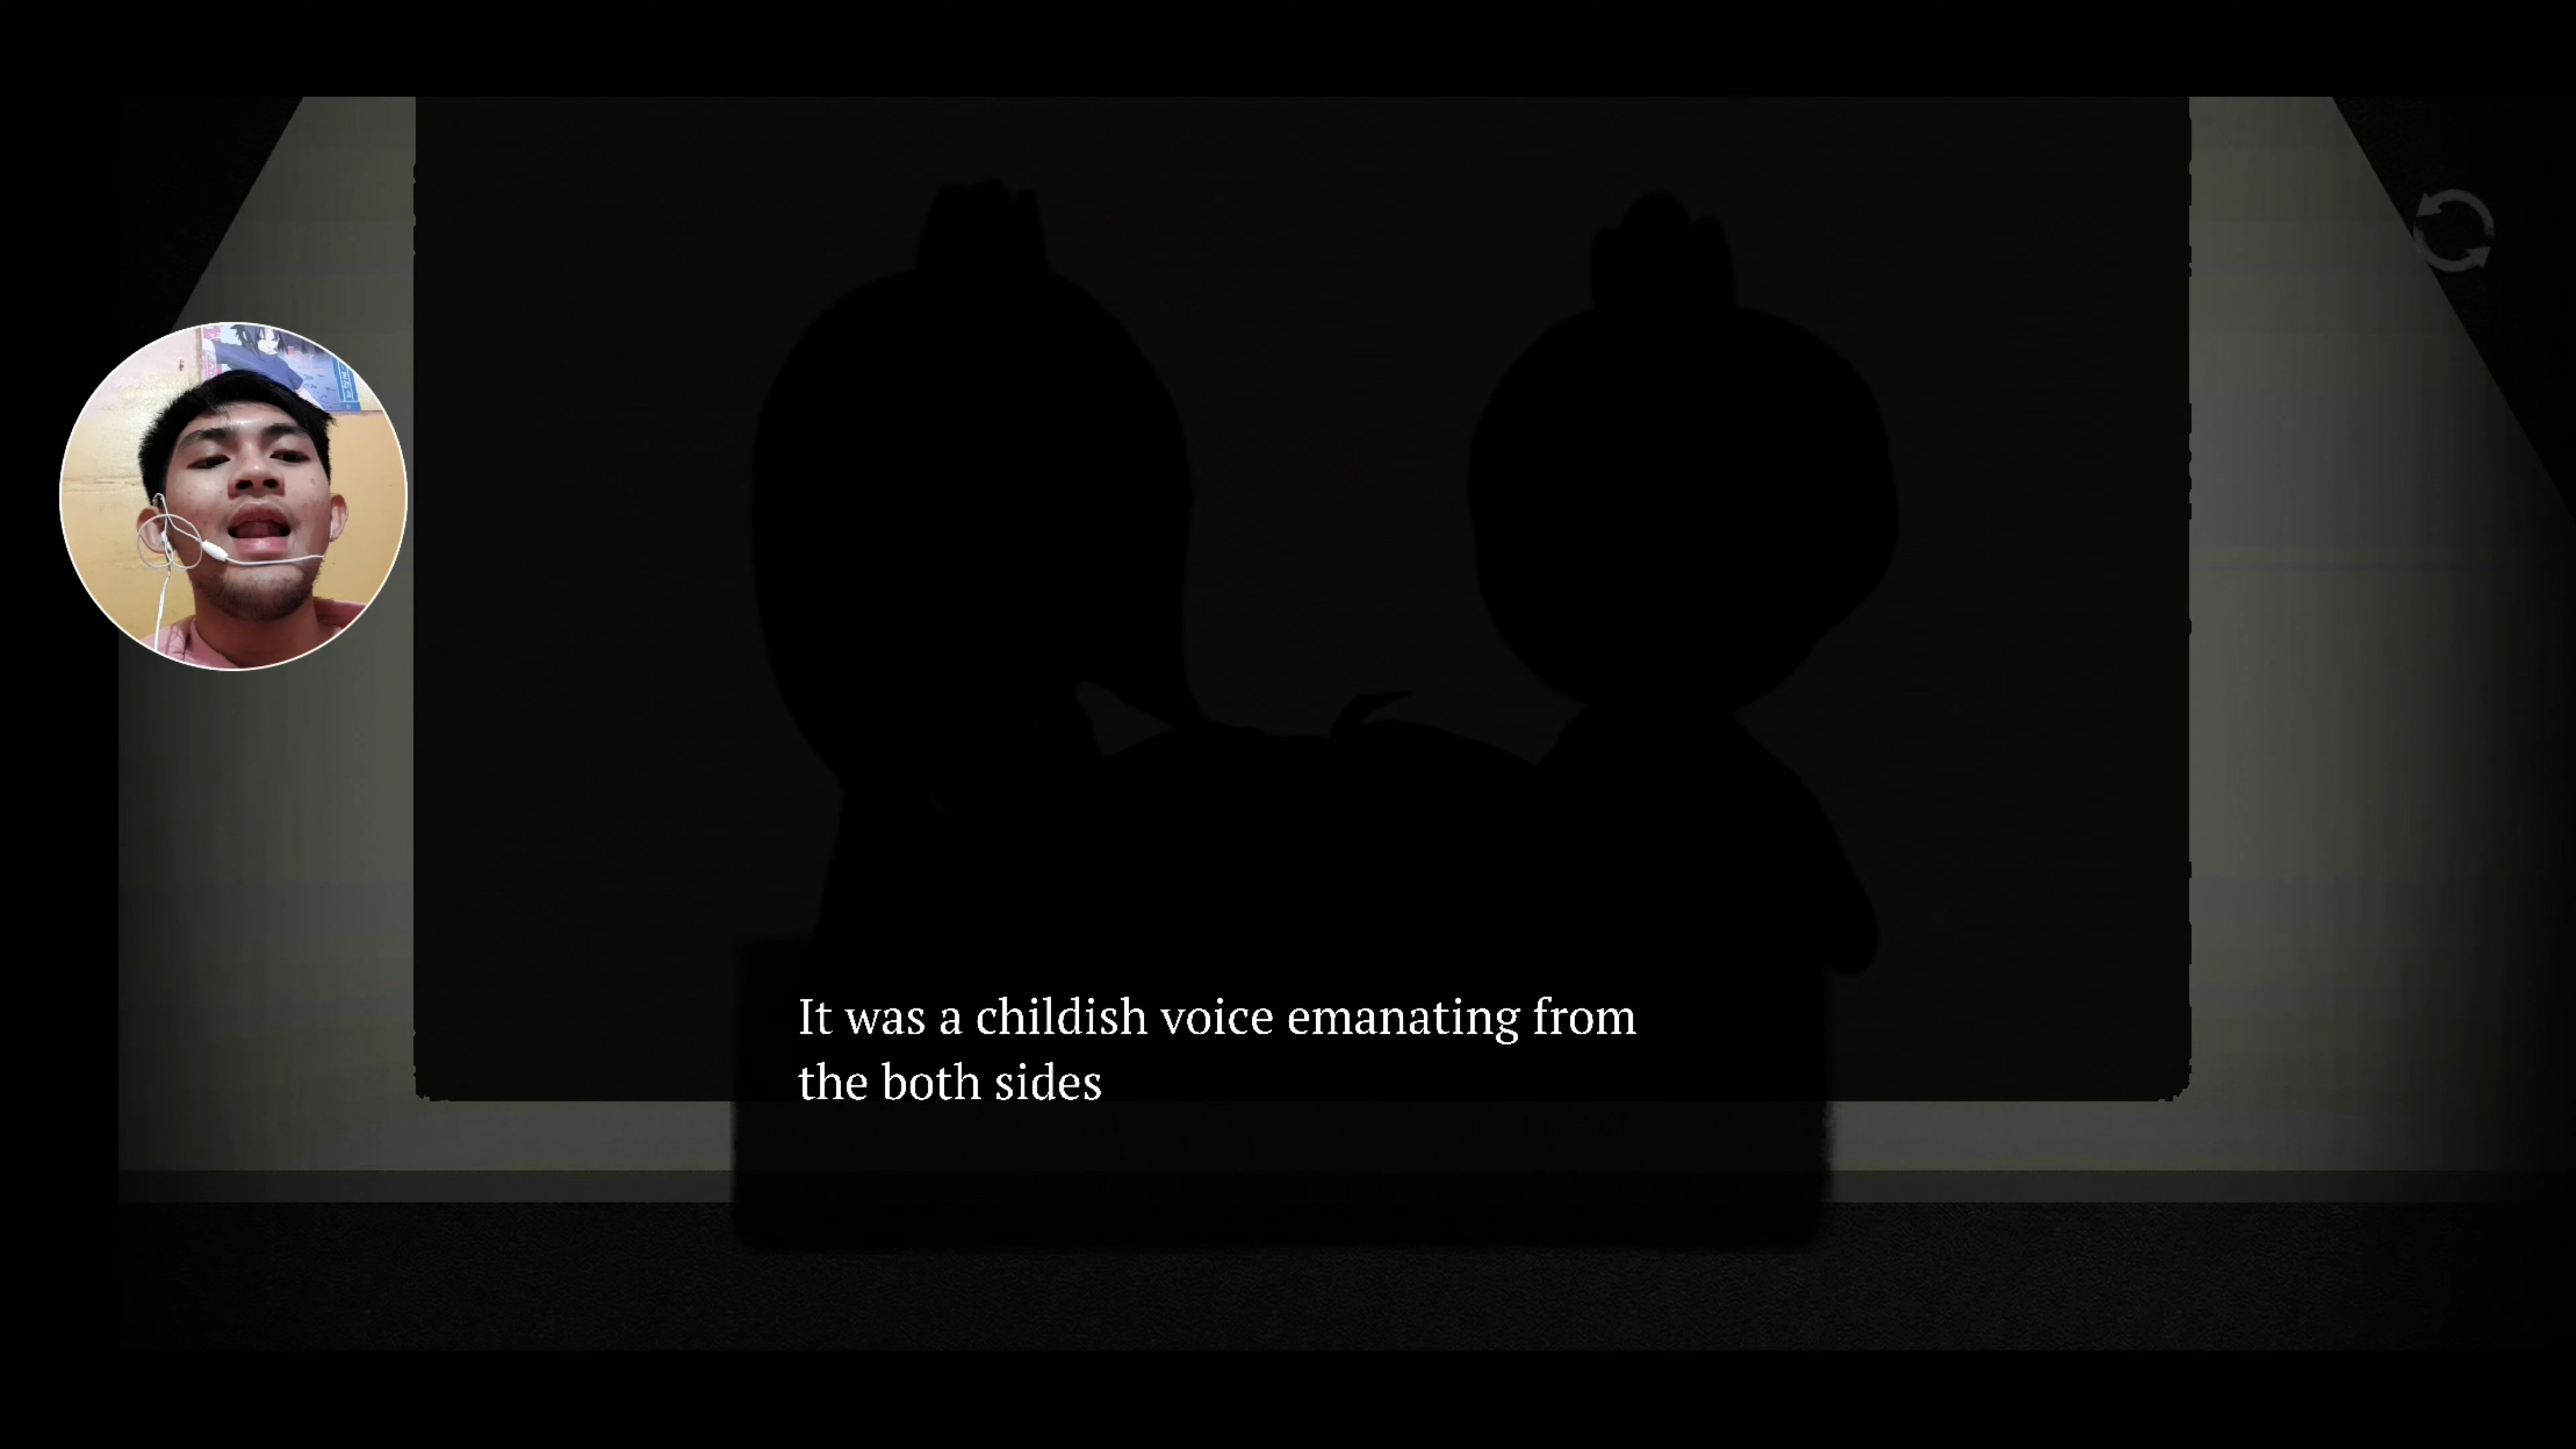 It was a childish voice emanating from
the both sides